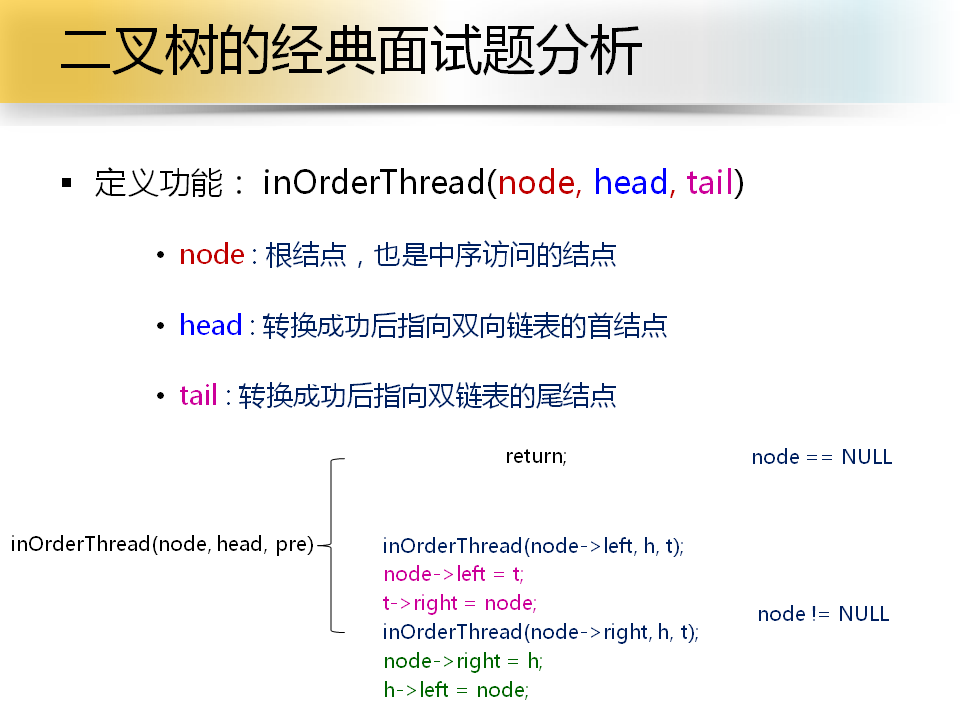 二叉树的经典面试题分析
▪ 定义功能： inOrderThread(node, head, tail)
• node : 根结点，也是中序访问的结点
• head : 转换成功后指向双向链表的首结点
• tail : 转换成功后指向双链表的尾结点
return; node == NULL
inOrderThread(node, head, pre)
inOrderThread(node->left, h, t);
node->left = t;
t->right = node;
node != NULL
inOrderThread(node->right, h, t);
node->right = h;
h->left = node;